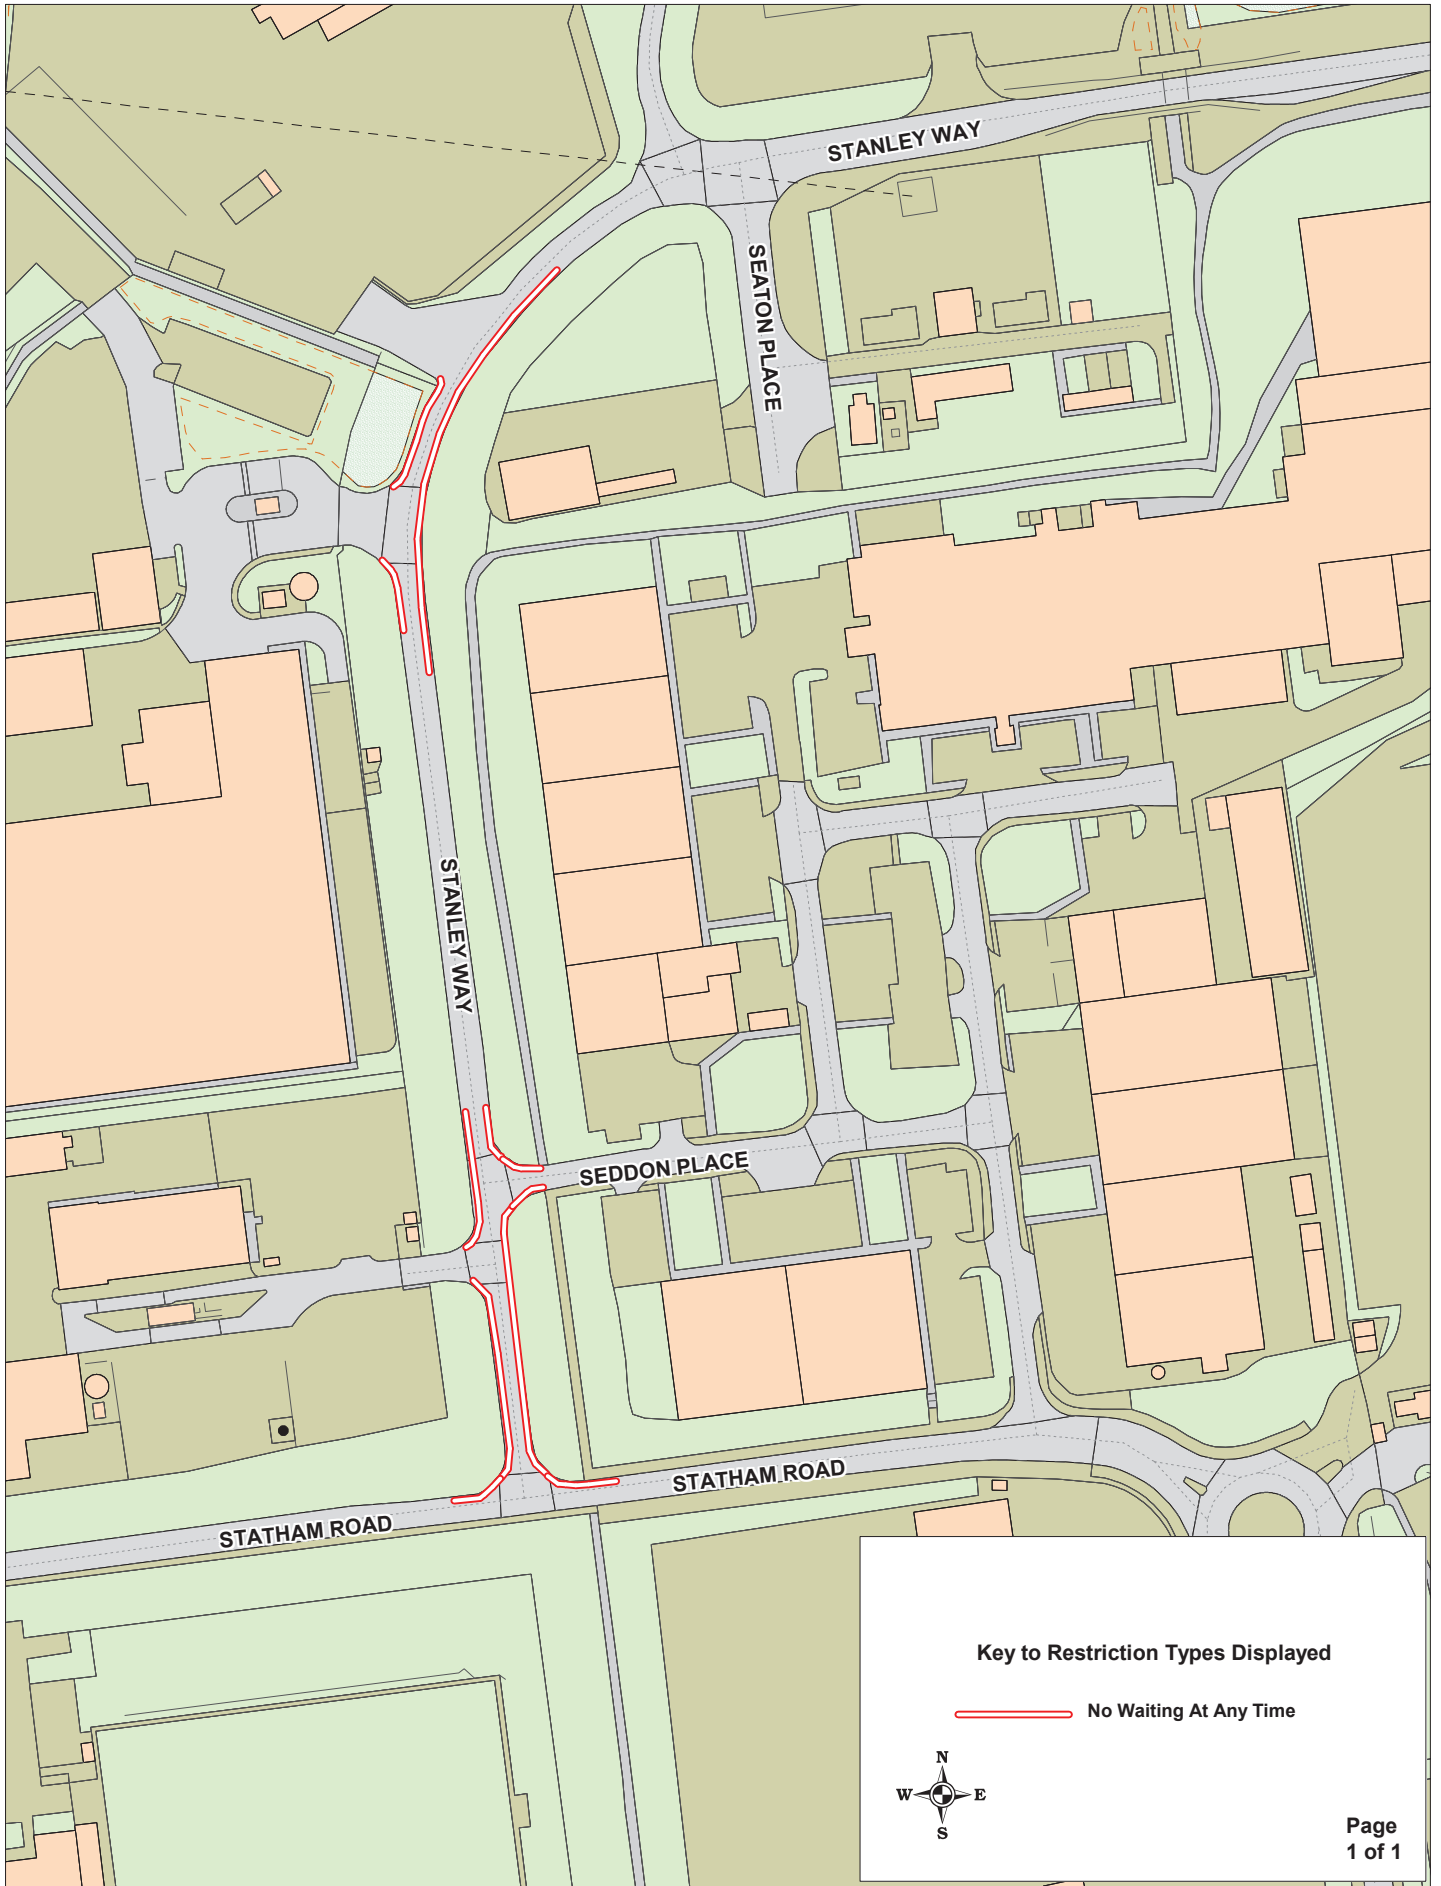 STANLEY WAY
SEATON PLACE
STANLEY WAY
SEDDON PLACE
STATHAM ROAD
STATHAM ROAD
Key to Restriction Types Displayed
No Waiting At Any Time
N
W E
S
Page
1 of 1